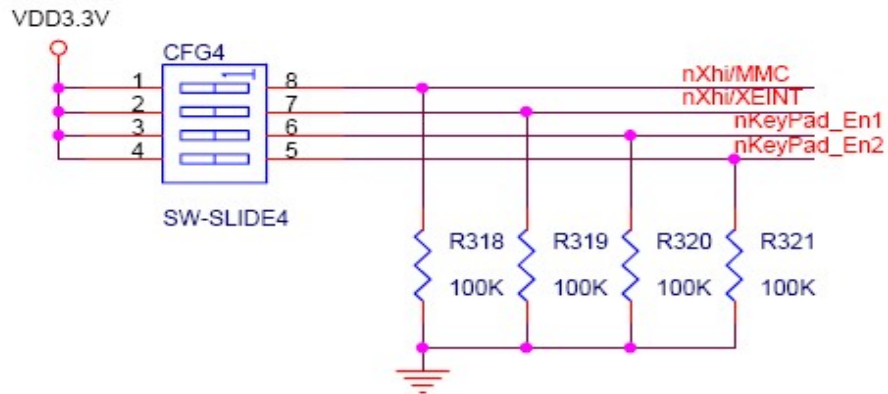 VDD3.3V
CFG4
1 8 nXhi/MMC
2 7 nXhi/XEINT
3 6 nKeyPad_En1
4 5 nKeyPad_En2
SW-SLIDE4
R318 R319 R320 R321
100K 100K 100K 100K